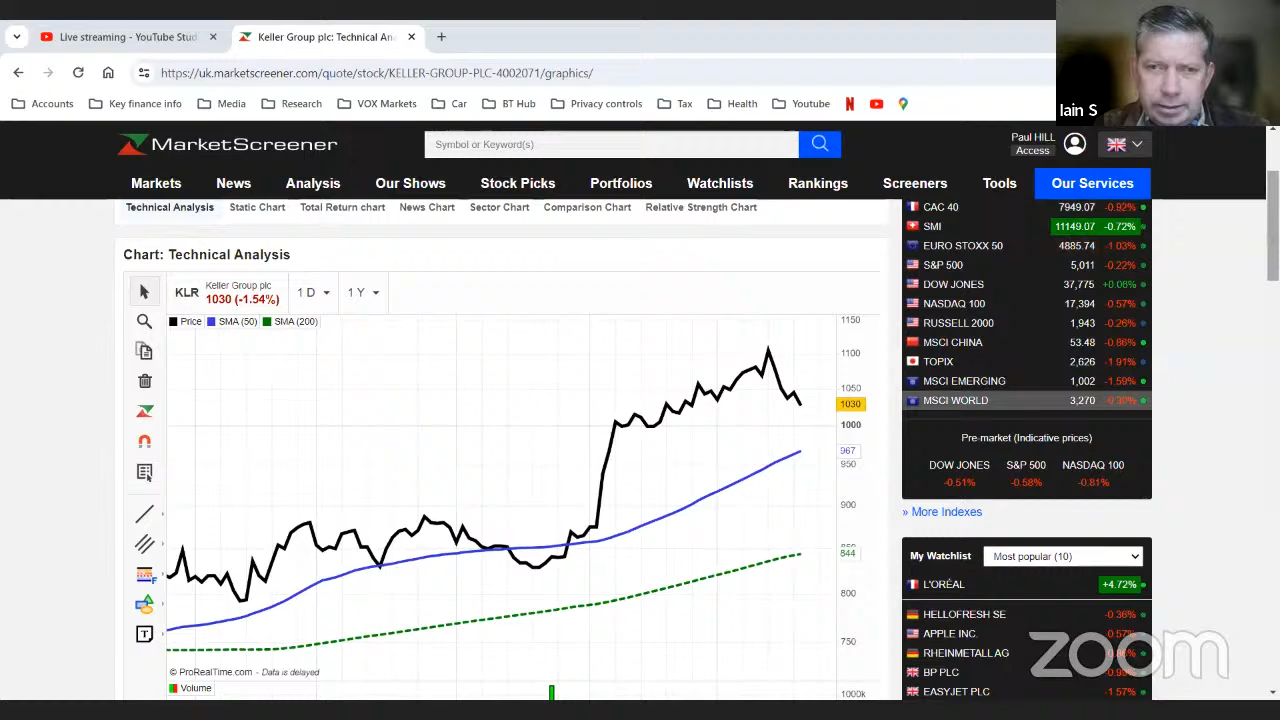 Live streaming - YouTube Stud
Keller Group plc: Technical An
https://uk.marketscreener.com/quote/stock/KELLER-GROUP-PLC-4002071/graphics/
Accounts Key finance info Media Research VOX Markets Car BT Hub Privacy controls Tax Health Youtube
Iain S
MarketScreener
Symbol or Keyword(s)
Paul HILL
Access
Markets News Analysis Our Shows Stock Picks Portfolios Watchlists Rankings Screeners Tools Our Services
Technical Analysis Static Chart Total Return chart News Chart Sector Chart Comparison Chart Relative Strength Chart
Chart: Technical Analysis
KLR Keller Group plc 1030 (-1.54%) 1 D 1 Y
Price SMA (50) SMA (200)
1150
1100
1050
1030
1000
967
950
900
844
800
750
© ProRealTime.com - Data is delayed
Volume
1000k
CAC 40 7949.07 -0.92%
SMI 11149.07 -0.72%
EURO STOXX 50 4885.74 -1.03%
S&P 500 5,011 -0.22%
DOW JONES 37,775 +0.06%
NASDAQ 100 17,394 -0.57%
RUSSELL 2000 1,943 -0.26%
MSCI CHINA 53.48 -0.86%
TOPIX 2,626 -1.91%
MSCI EMERGING 1,002 -1.59%
MSCI WORLD 3,270 -0.30%
Pre-market (Indicative prices)
DOW JONES S&P 500 NASDAQ 100
-0.51% -0.58% -0.81%
» More Indexes
My Watchlist Most popular (10)
L'ORÉAL +4.72%
HELLOFRESH SE -0.36%
APPLE INC. -0.57%
RHEINMETALL AG
BP PLC
EASYJET PLC -1.57%
zoom